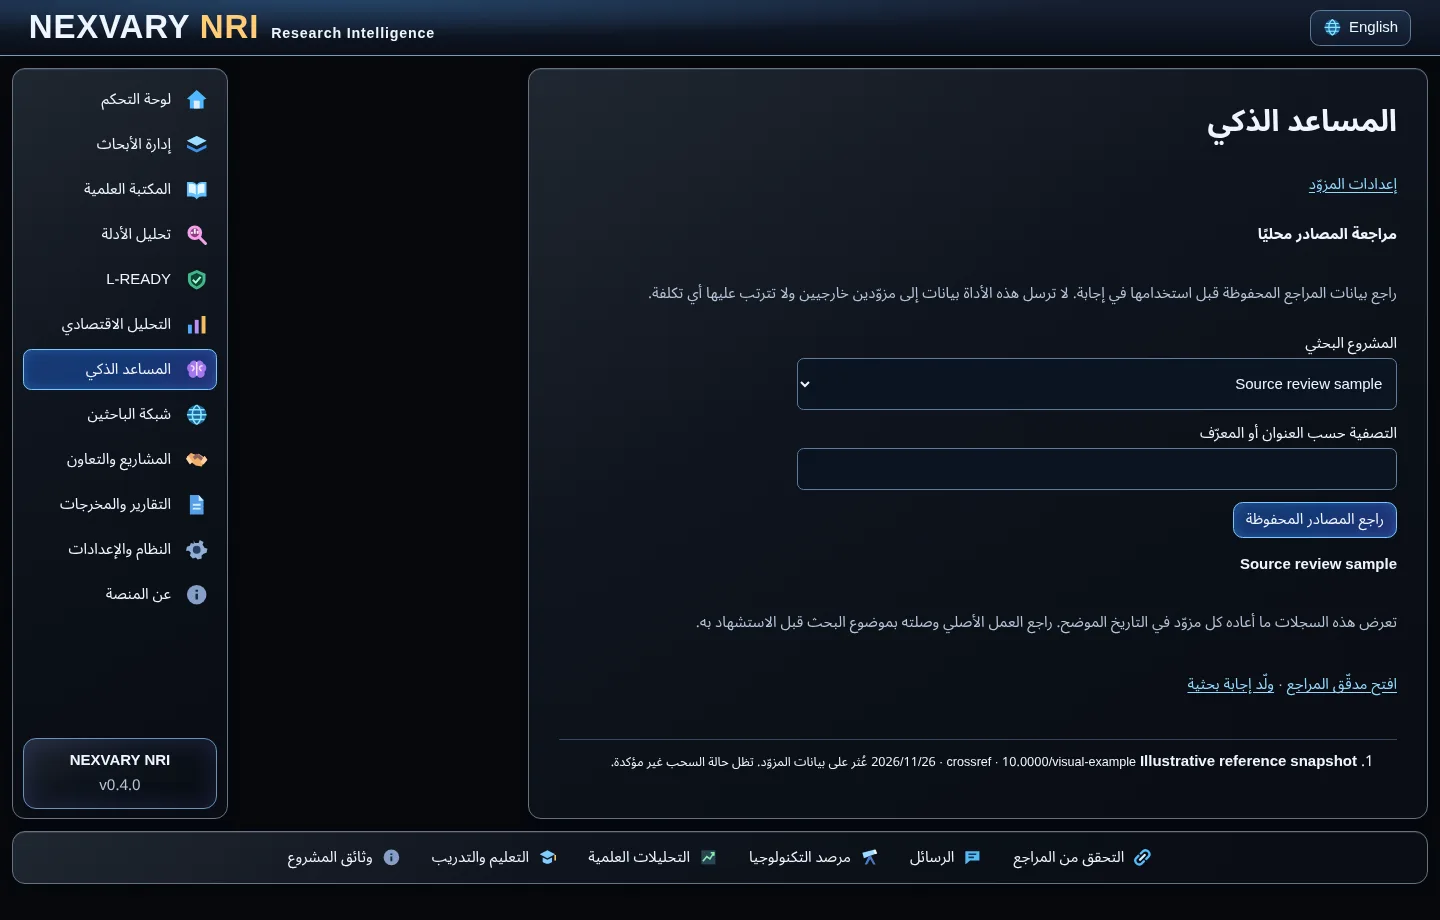 NEXVARY NRI Research Intelligence
English
المساعد الذكي
إعدادات المزوّد
مراجعة المصادر محليًا
راجع بيانات المراجع المحفوظة قبل استخدامها في إجابة. لا ترسل هذه الأداة بيانات إلى مزوّدين خارجيين ولا تترتب عليها أي تكلفة.
المشروع البحثي
Source review sample
التصفية حسب العنوان أو المعرّف
راجع المصادر المحفوظة
Source review sample
تعرض هذه السجلات ما أعاده كل مزوّد في التاريخ الموضح. راجع العمل الأصلي وصلته بموضوع البحث قبل الاستشهاد به.
افتح مدقّق المراجع · ولّد إجابة بحثية
1. Illustrative reference snapshot 10.0000/visual-example · crossref · 2026/11/26 عُثر على بيانات المزوّد. تظل حالة السحب غير مؤكدة.
لوحة التحكم
إدارة الأبحاث
المكتبة العلمية
تحليل الأدلة
L-READY
التحليل الاقتصادي
المساعد الذكي
شبكة الباحثين
المشاريع والتعاون
التقارير والمخرجات
النظام والإعدادات
عن المنصة
NEXVARY NRI
v0.4.0
التحقق من المراجع
الرسائل
مرصد التكنولوجيا
التحليلات العلمية
التعليم والتدريب
وثائق المشروع